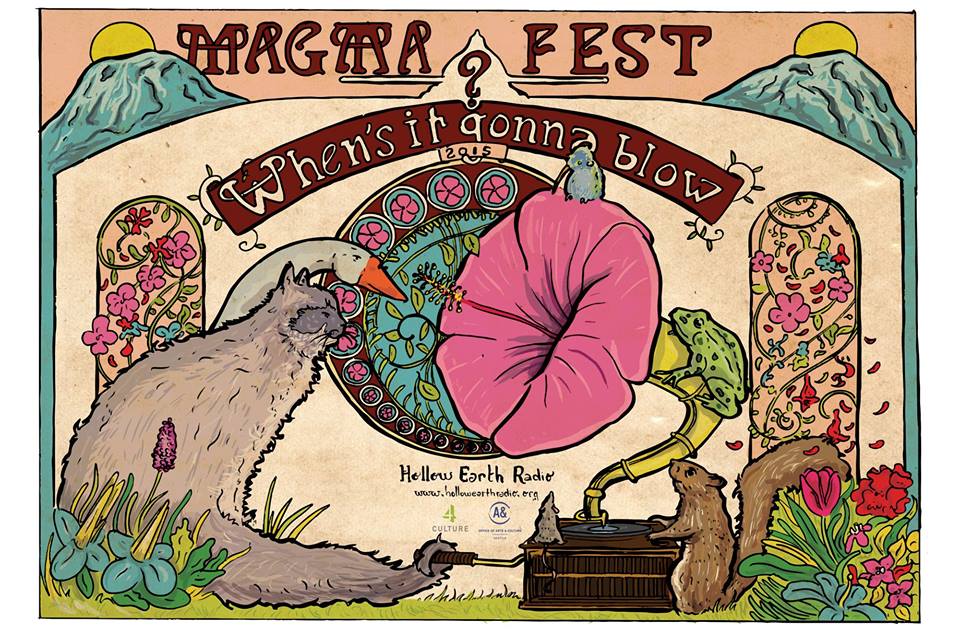 MAGMA FEST
?
When's it gonna blow
2015
Hollow Earth Radio
www.hollowearthradio.org
4
CULTURE
A&
OFFICE OF ARTS & CULTURE
SEATTLE